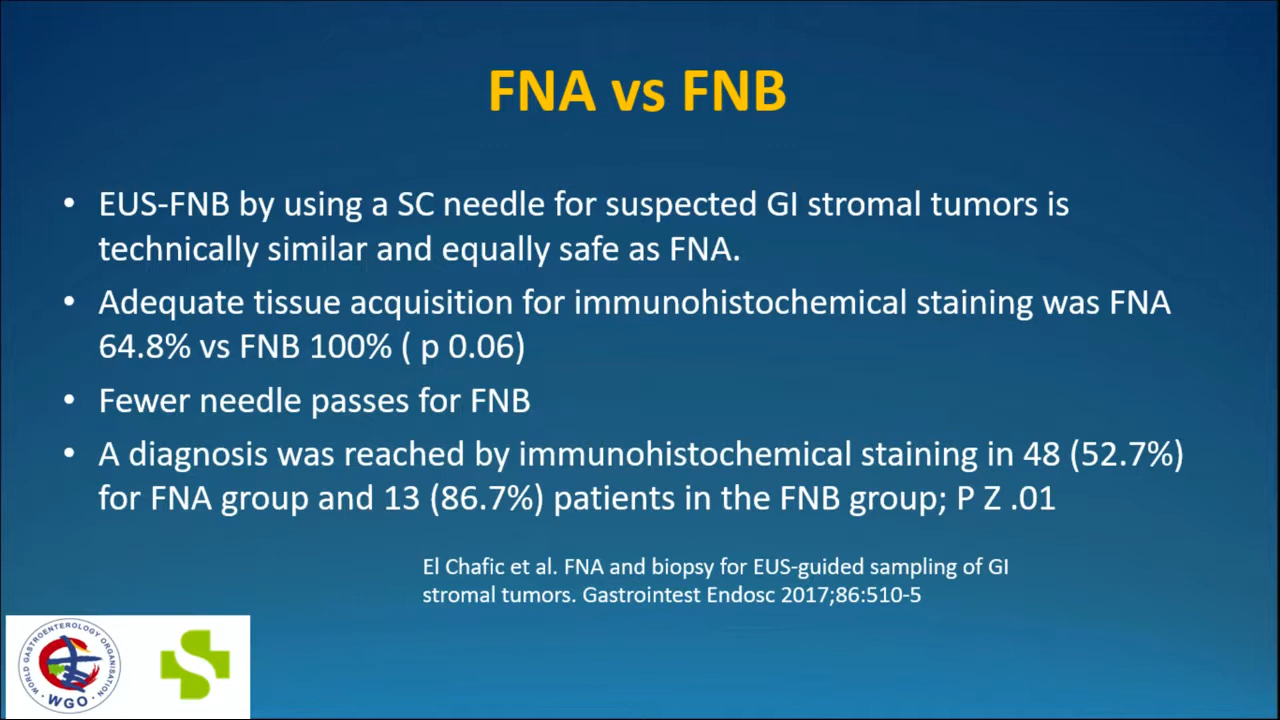 FNA vs FNB
• EUS-FNB by using a SC needle for suspected GI stromal tumors is
technically similar and equally safe as FNA.
• Adequate tissue acquisition for immunohistochemical staining was FNA
64.8% vs FNB 100% ( p 0.06)
• Fewer needle passes for FNB
• A diagnosis was reached by immunohistochemical staining in 48 (52.7%)
for FNA group and 13 (86.7%) patients in the FNB group; P Z .01
El Chafic et al. FNA and biopsy for EUS-guided sampling of GI
stromal tumors. Gastrointest Endosc 2017;86:510-5
WORLD GASTROENTEROLOGY ORGANISATION
WGO
S